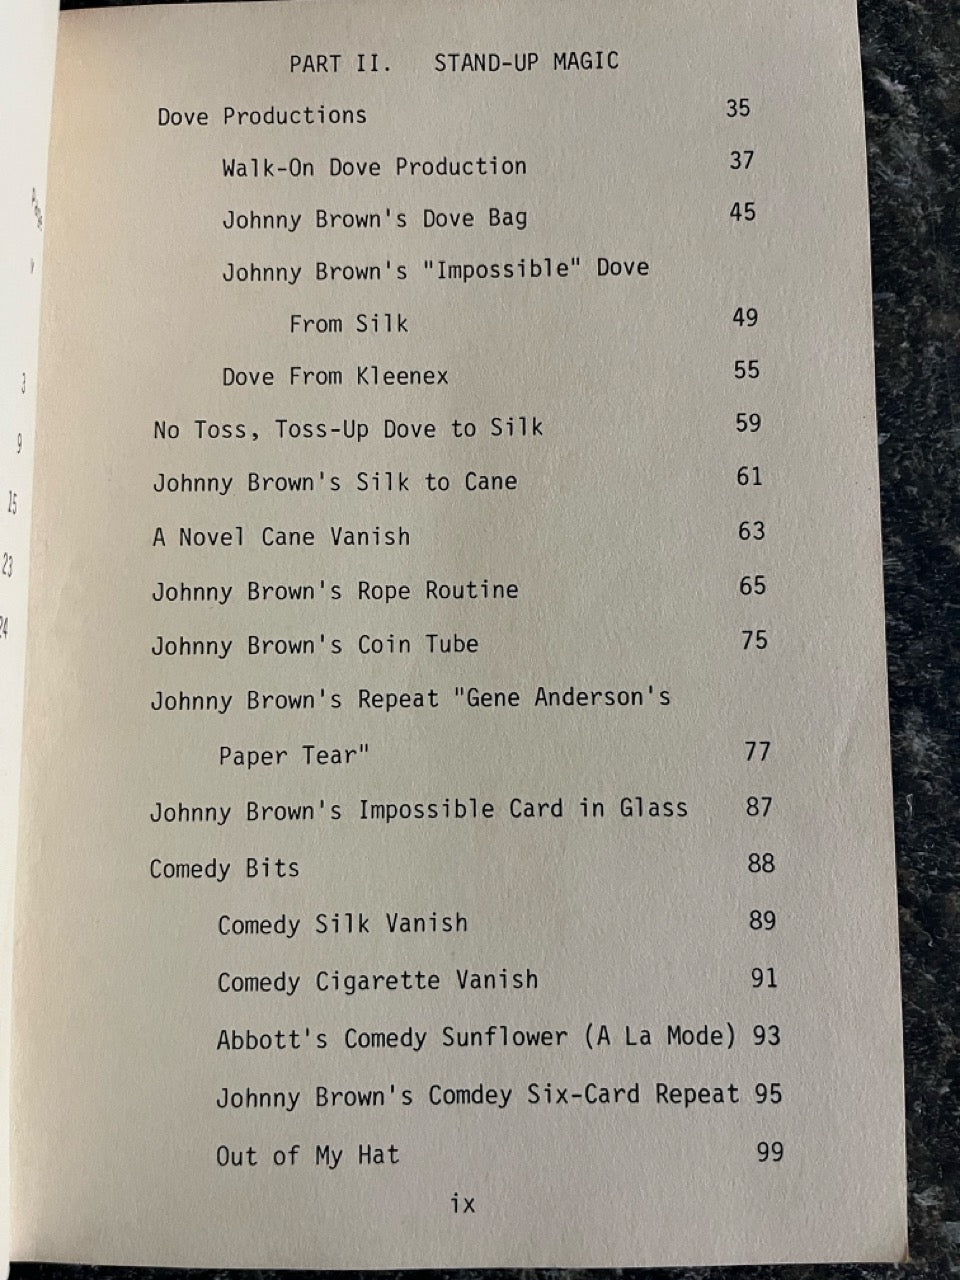 PART II. STAND-UP MAGIC
Dove Productions 35
Walk-On Dove Production 37
Johnny Brown's Dove Bag 45
Johnny Brown's "Impossible" Dove
From Silk 49
Dove From Kleenex 55
No Toss, Toss-Up Dove to Silk 59
Johnny Brown's Silk to Cane 61
A Novel Cane Vanish 63
Johnny Brown's Rope Routine 65
Johnny Brown's Coin Tube 75
Johnny Brown's Repeat "Gene Anderson's
Paper Tear" 77
Johnny Brown's Impossible Card in Glass 87
Comedy Bits 88
Comedy Silk Vanish 89
Comedy Cigarette Vanish 91
Abbott's Comedy Sunflower (A La Mode) 93
Johnny Brown's Comdey Six-Card Repeat 95
Out of My Hat 99
ix
3
9
15
23
24